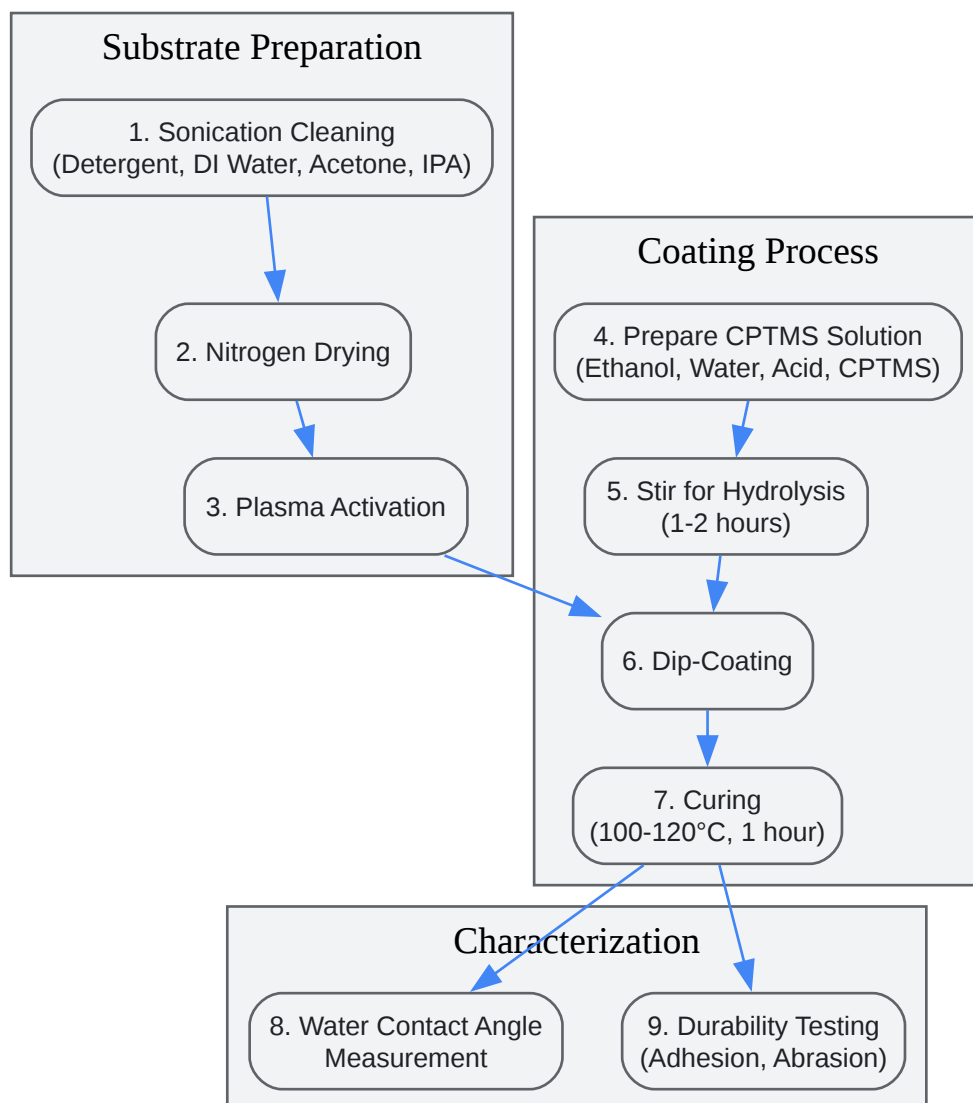 Substrate Preparation
1. Sonication Cleaning
(Detergent, DI Water, Acetone, IPA)
2. Nitrogen Drying
3. Plasma Activation
Coating Process
4. Prepare CPTMS Solution
(Ethanol, Water, Acid, CPTMS)
5. Stir for Hydrolysis
(1-2 hours)
6. Dip-Coating
7. Curing
(100-120°C, 1 hour)
Characterization
8. Water Contact Angle
Measurement
9. Durability Testing
(Adhesion, Abrasion)